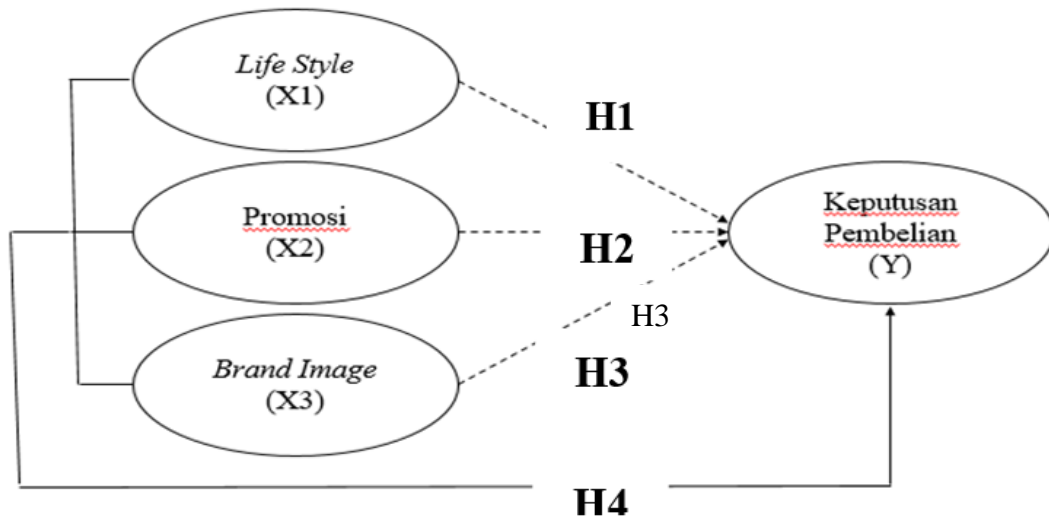 Life Style
(X1)
H1
Promosi
(X2)
H2
Keputusan
Pembelian
(Y)
H3
Brand Image
(X3)
H3
H4